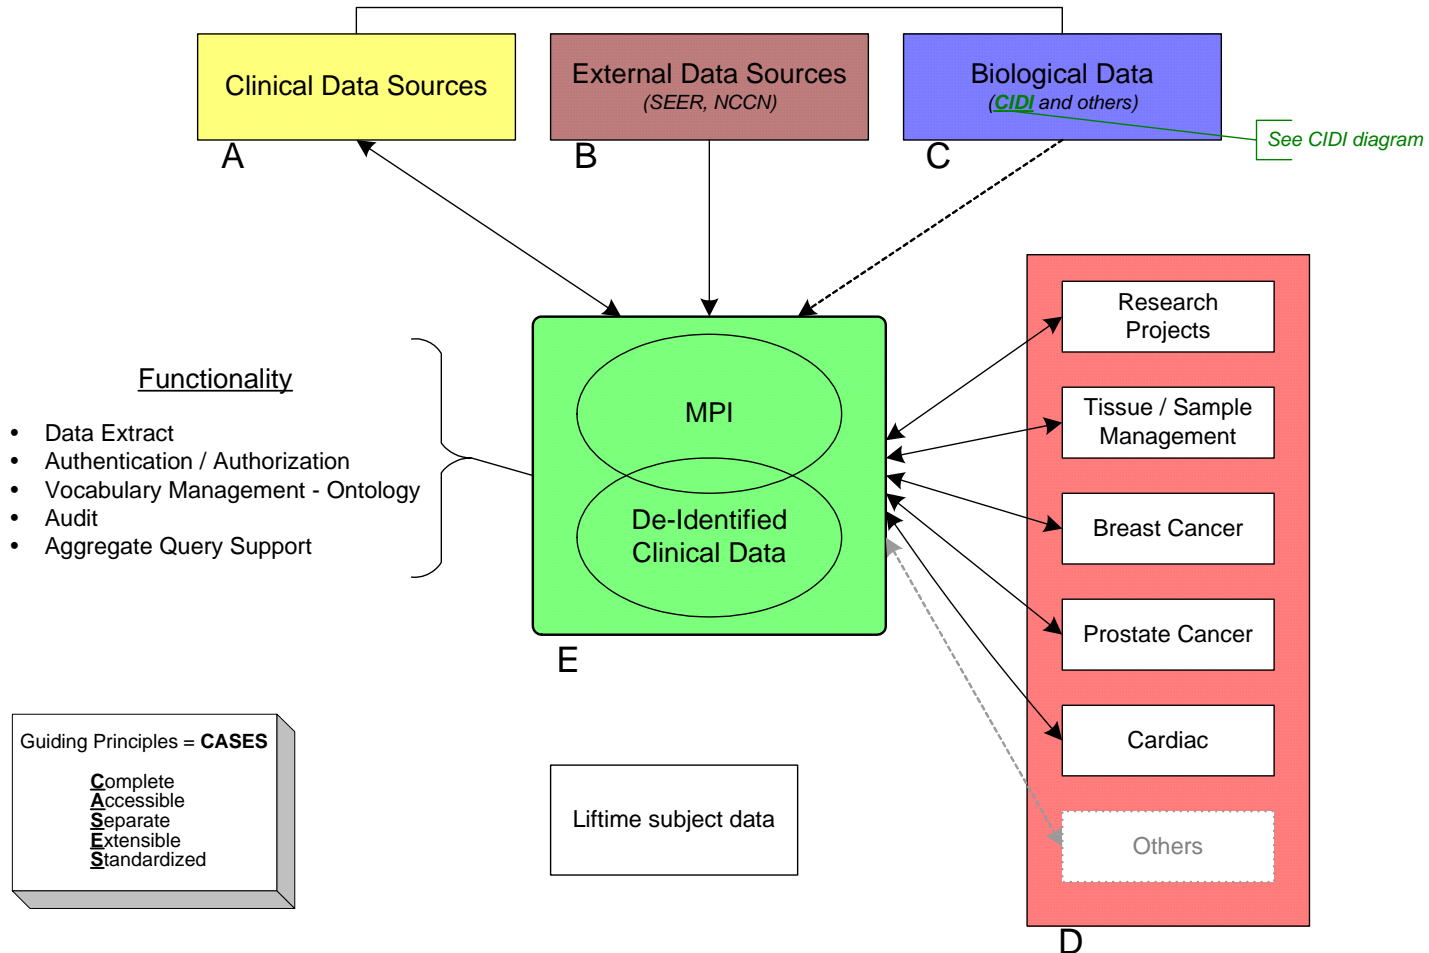 Clinical Data Sources
A
External Data Sources
(SEER, NCCN)
B
Biological Data
(CIDI and others)
C
See CIDI diagram
Functionality
• Data Extract
• Authentication / Authorization
• Vocabulary Management - Ontology
• Audit
• Aggregate Query Support
MPI
De-Identified
Clinical Data
E
Research
Projects
Tissue / Sample
Management
Breast Cancer
Prostate Cancer
Cardiac
Others
D
Guiding Principles = CASES
Complete
Accessible
Separate
Extensible
Standardized
Liftime subject data